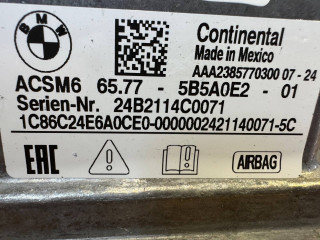 BMW
Continental
Made in Mexico
AAA2385770300 07 - 24
ACSM6 65.77 - 5B5A0E2 - 01
Serien-Nr. 24B2114C0071
1C86C24E6A0CE0-0000002421140071-5C
EAC
AIRBAG